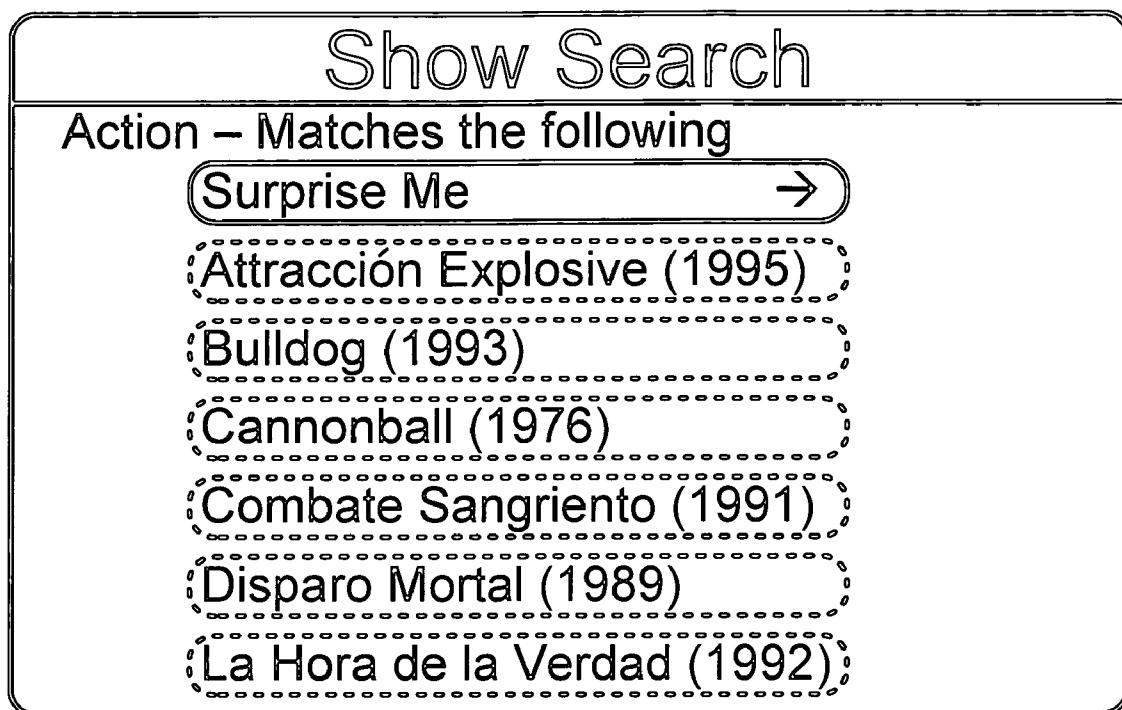 Show Search
Action – Matches the following
Surprise Me →
Attracción Explosive (1995)
Bulldog (1993)
Cannonball (1976)
Combate Sangriento (1991)
Disparo Mortal (1989)
La Hora de la Verdad (1992)